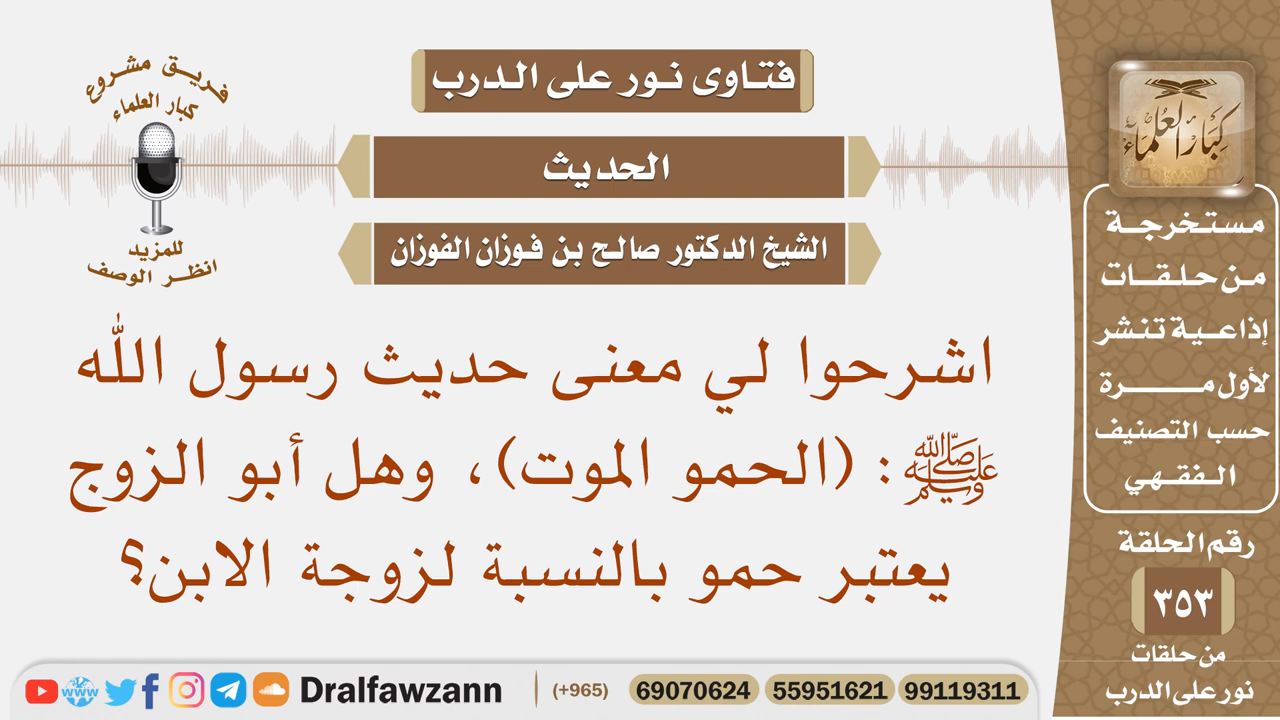 فريق مشروع
كبار العلماء
للمزيد
انظر الوصف
فتاوى نور على الدرب
الحديث
الشيخ الدكتور صالح بن فوزان الفوزان
اشرحوا لي معنى حديث رسول الله
ﷺ: (الحمو الموت)، وهل أبو الزوج
يعتبر حمو بالنسبة لزوجة الابن؟
كبار العلماء
مستخرجة
من حلقات
إذاعية تنشر
لأول مرة
حسب التصنيف
الفقهي
رقم الحلقة
٣٥٣
من حلقات
نور على الدرب
www Dralfawzann (+965) 69070624 55951621 99119311